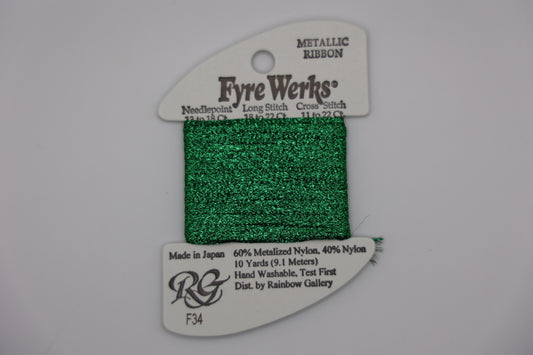 METALLIC
RIBBON
Fyre Werks®
Needlepoint Long Stitch Cross Stitch
13 to 18 Ct. 18 to 22 Ct. 11 to 22 Ct.
Made in Japan 60% Metalized Nylon, 40% Nylon
10 Yards (9.1 Meters)
Hand Washable, Test First
Dist. by Rainbow Gallery
RG
F34